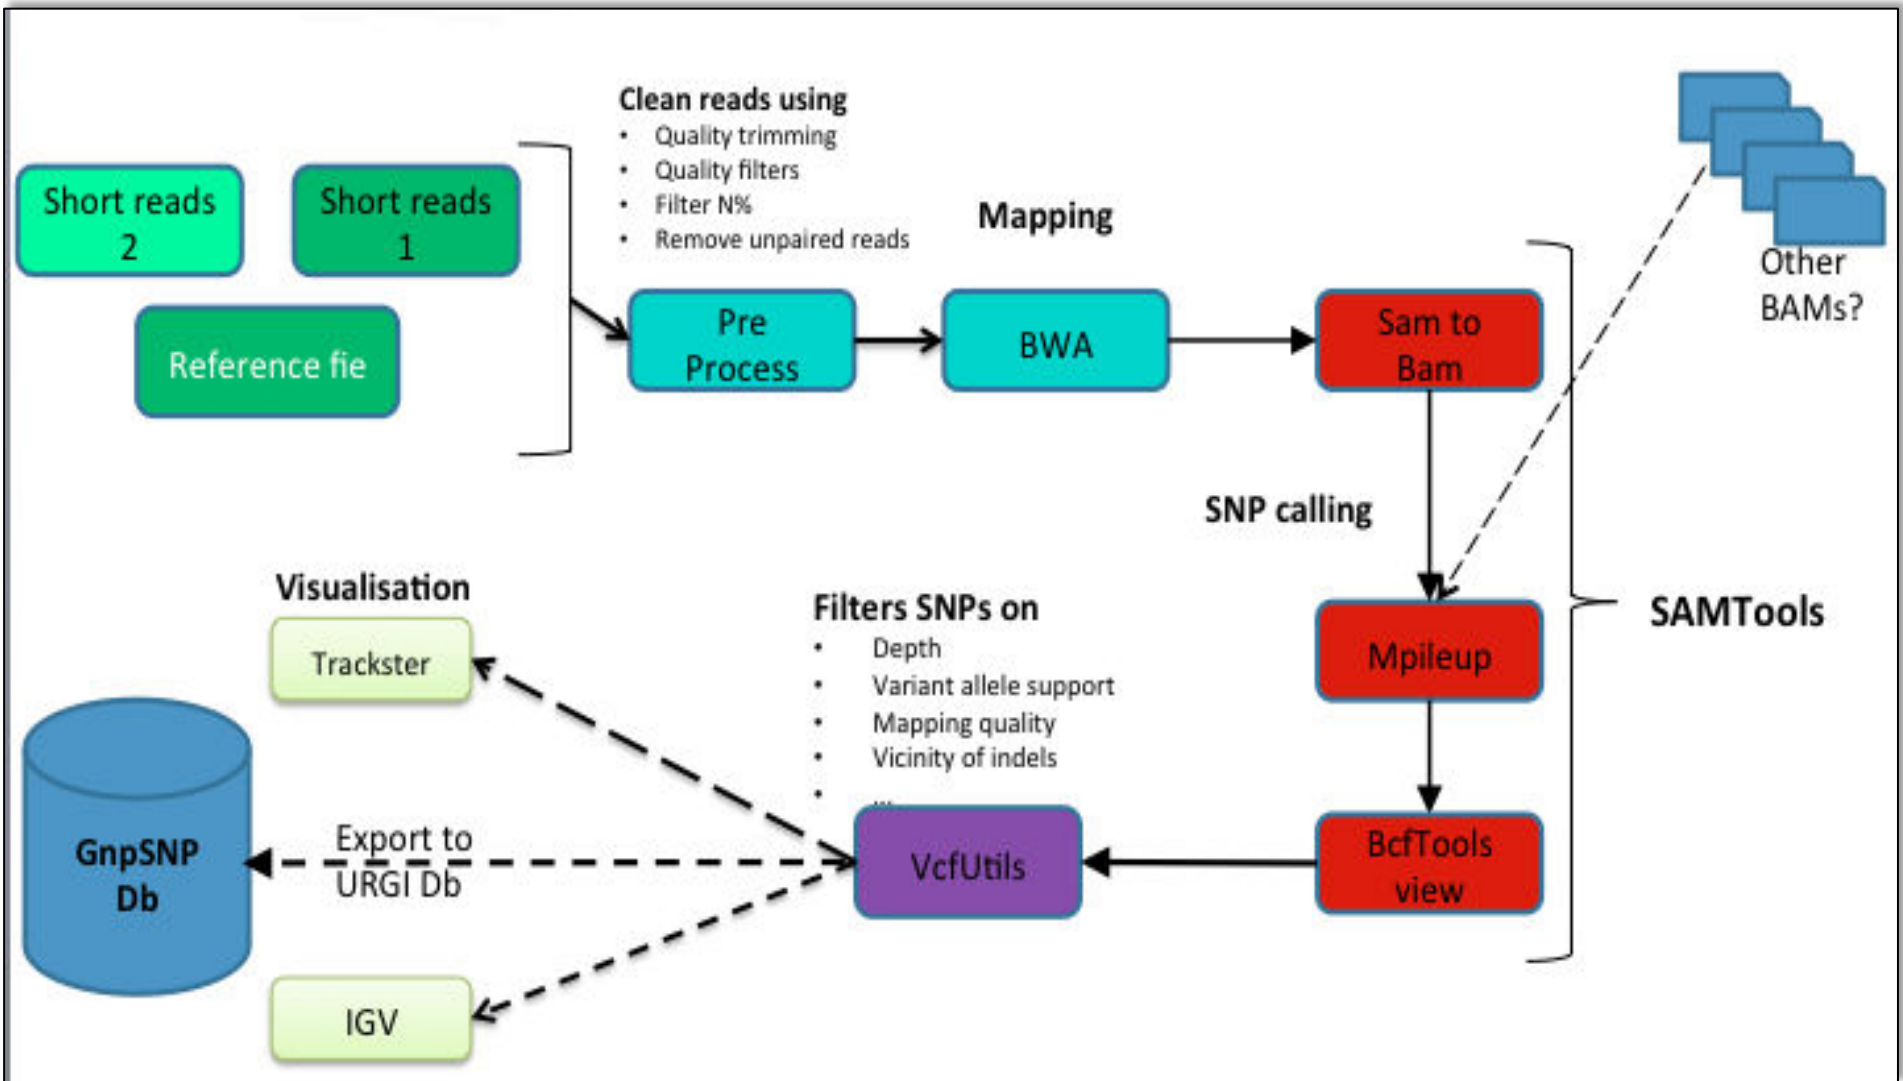 Clean reads using
• Quality trimming
• Quality filters
• Filter N%
• Remove unpaired reads
Mapping
Short reads
2
Short reads
1
Reference fie
Pre
Process
BWA
Sam to
Bam
Other
BAMs?
SNP calling
SAMTools
Mpileup
BcfTools
view
Filters SNPs on
• Depth
• Variant allele support
• Mapping quality
• Vicinity of indels
• ...
VcfUtils
Visualisation
Trackster
Export to
URGI Db
GnpSNP
Db
IGV